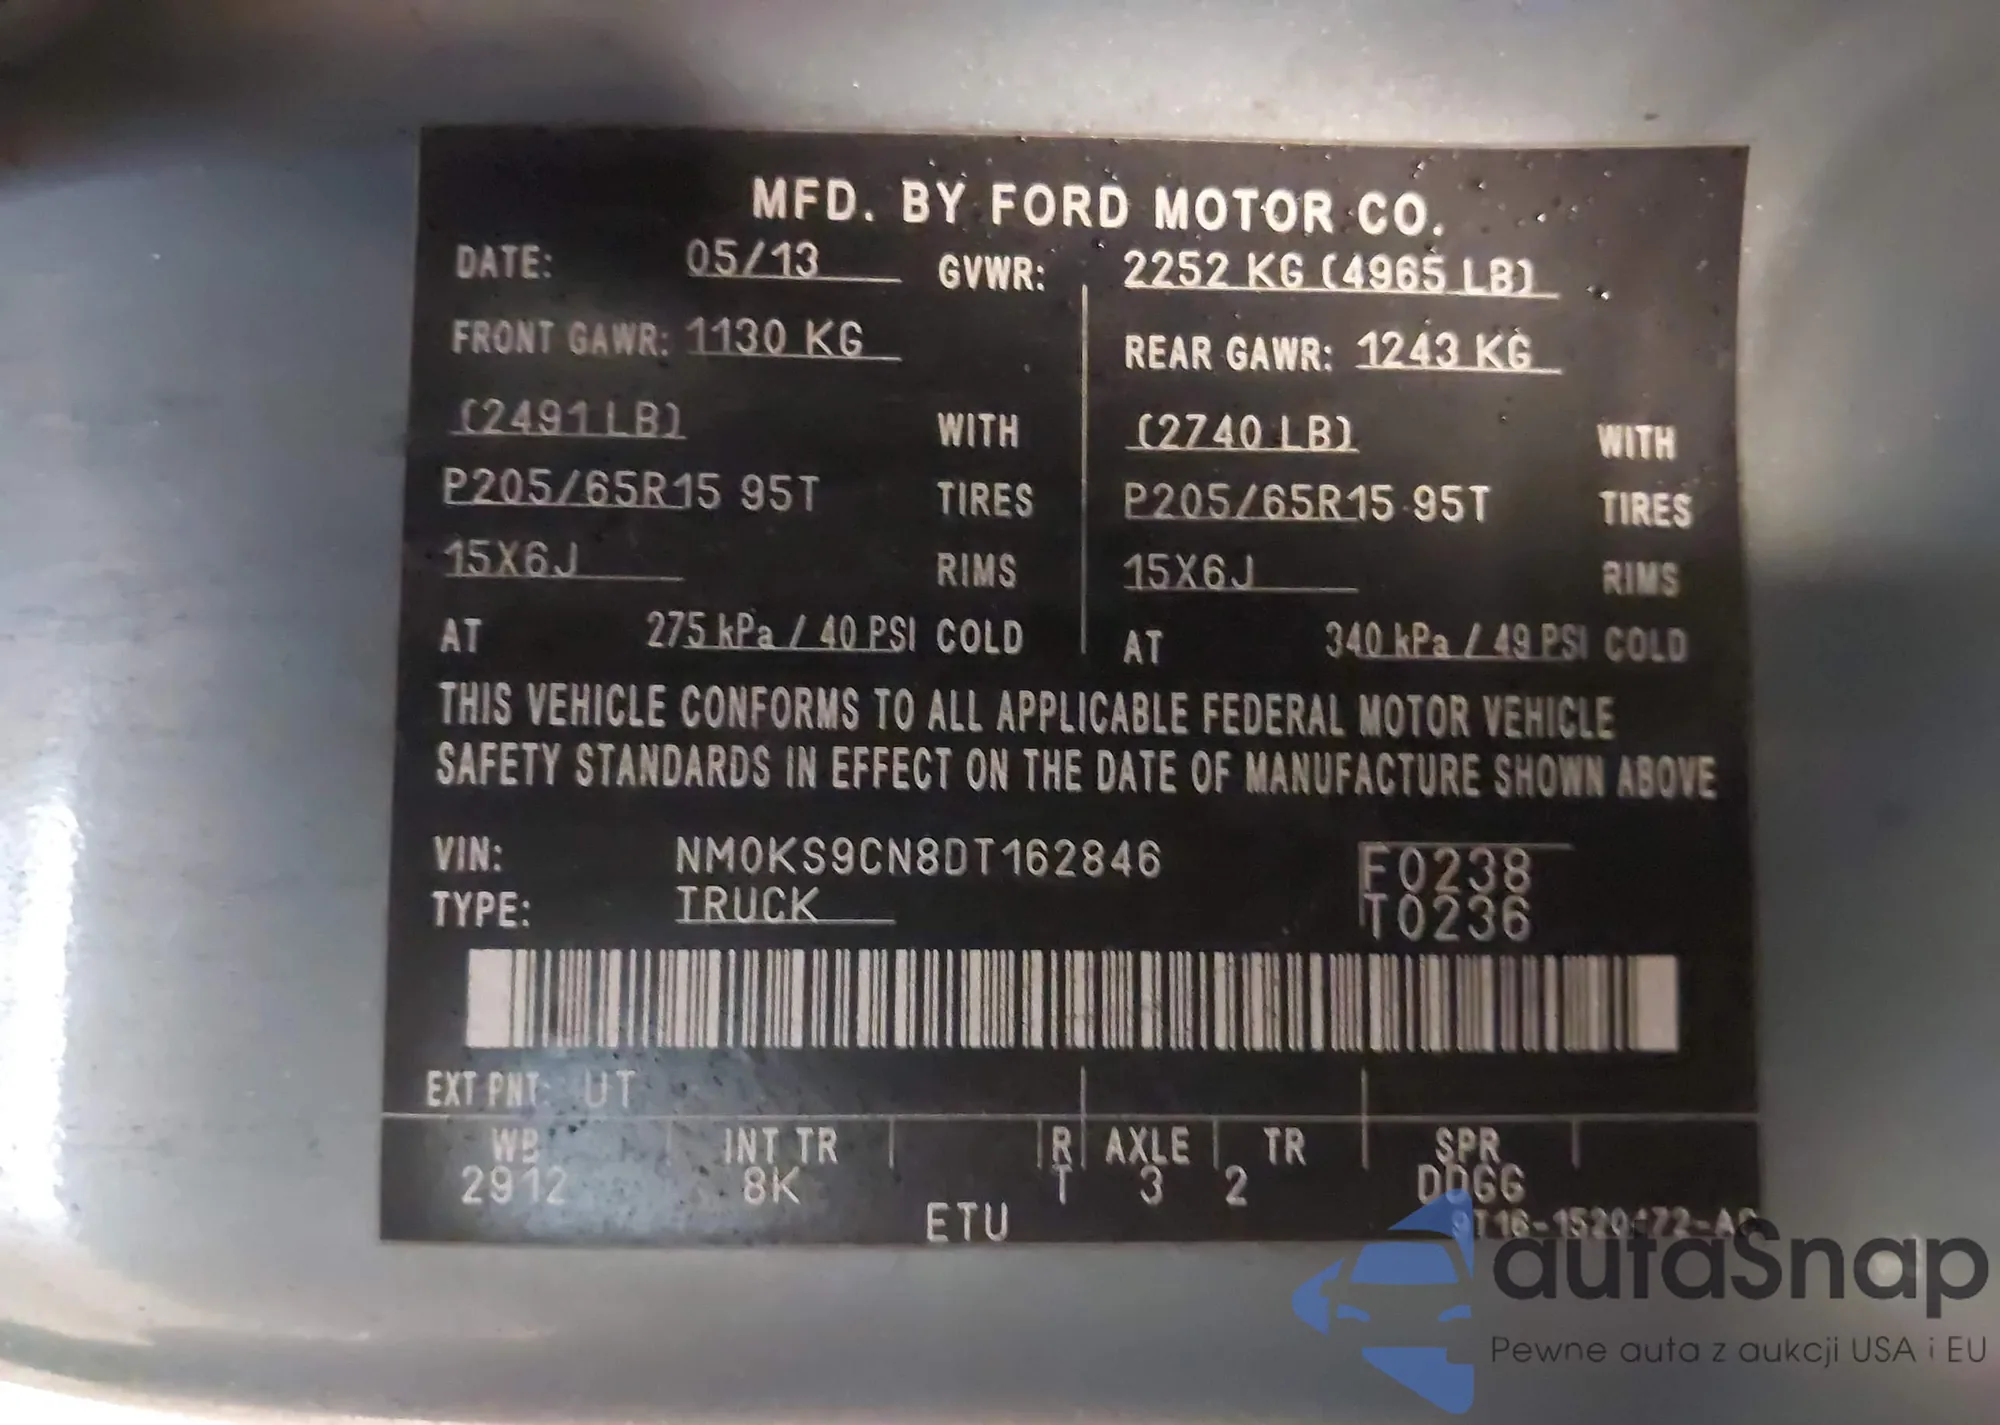 MFD. BY FORD MOTOR CO.
DATE: 05/13 GVWR: 2252 KG (4965 LB)
FRONT GAWR: 1130 KG REAR GAWR: 1243 KG
(2491 LB) WITH (2740 LB) WITH
P205/65R15 95T TIRES P205/65R15 95T TIRES
15X6J RIMS 15X6J RIMS
AT 275 kPa / 40 PSI COLD AT 340 kPa / 49 PSI COLD
THIS VEHICLE CONFORMS TO ALL APPLICABLE FEDERAL MOTOR VEHICLE
SAFETY STANDARDS IN EFFECT ON THE DATE OF MANUFACTURE SHOWN ABOVE
VIN: NM0KS9CN8DT162846 F0238
TYPE: TRUCK T0236
EXT PNT: UT
WB INT TR R AXLE TR SPR
2912 8K T 3 2 DDGG
ETU
autaSnap
Pewne auta z aukcji USA i EU